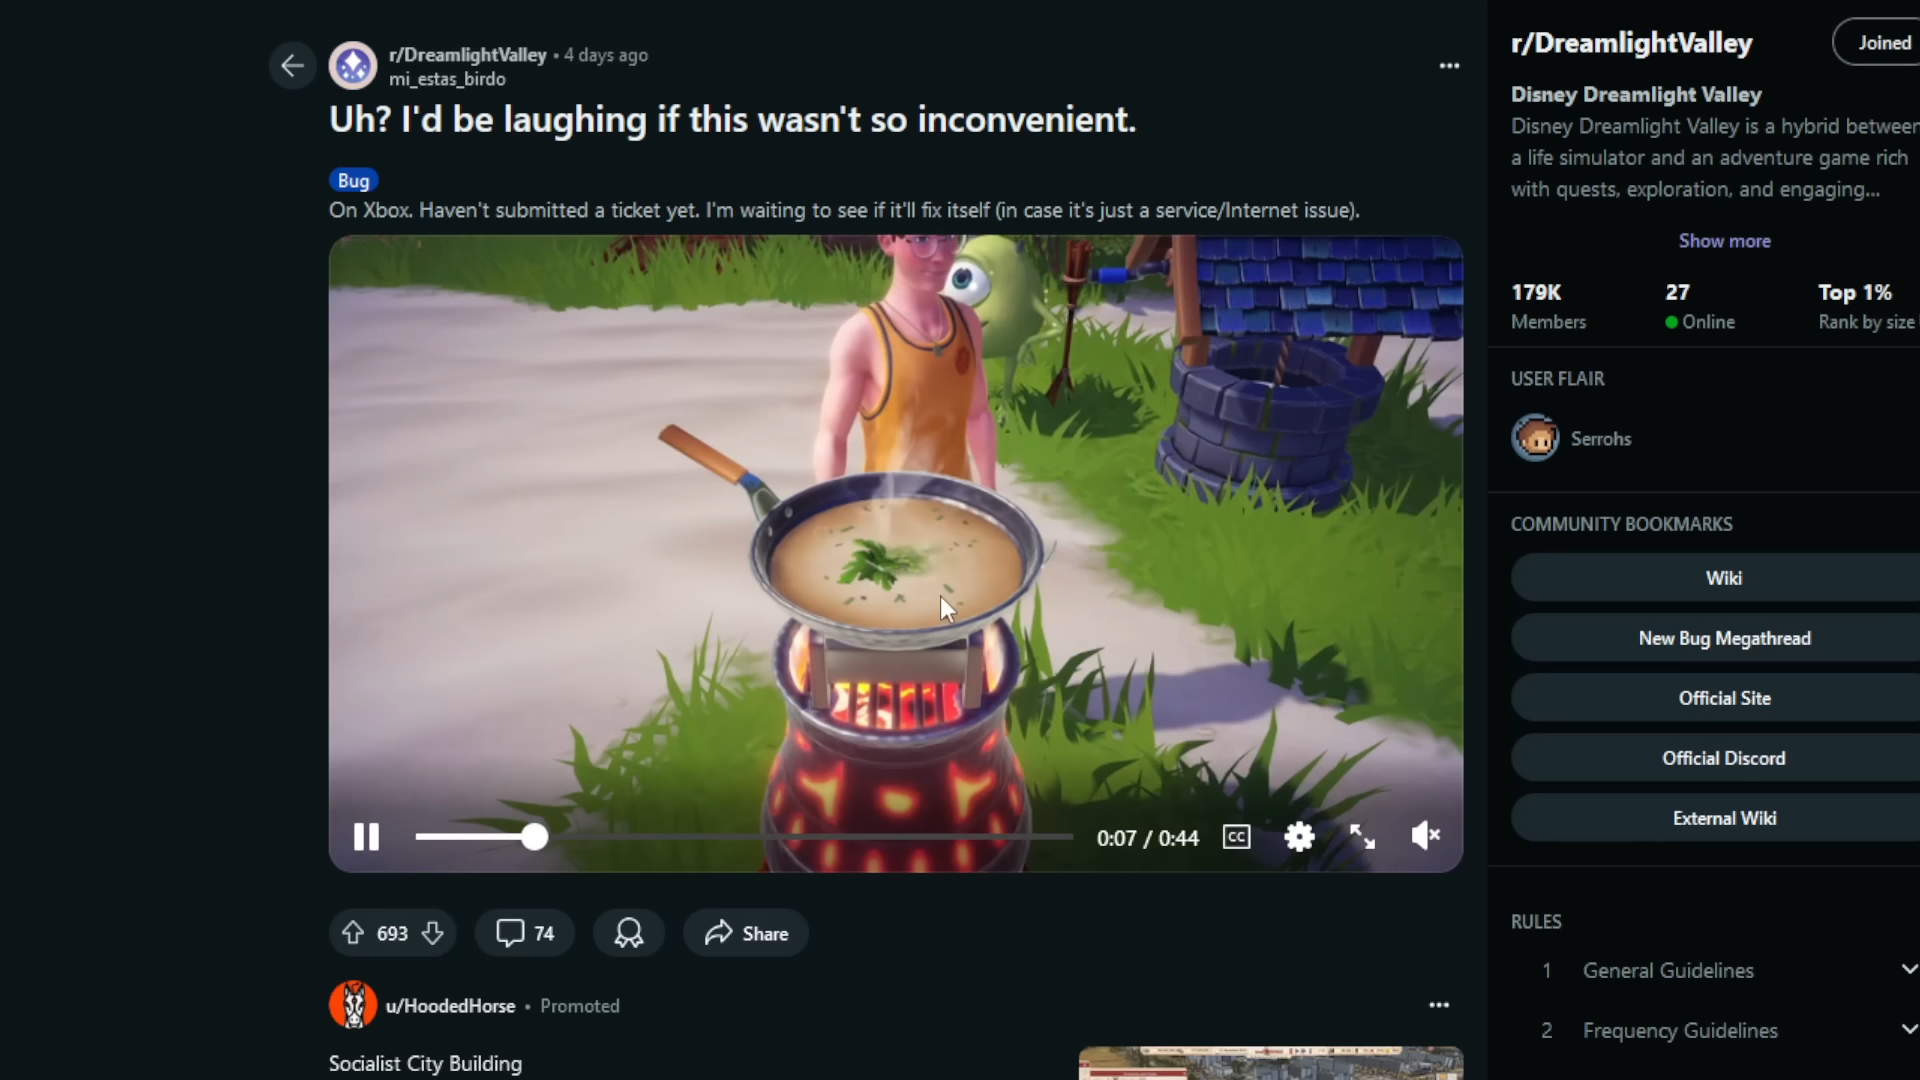 r/DreamlightValley • 4 days ago
mi_estas_birdo
Uh? I'd be laughing if this wasn't so inconvenient.
Bug
On Xbox. Haven't submitted a ticket yet. I'm waiting to see if it'll fix itself (in case it's just a service/Internet issue).
0:07 / 0:44
CC
693
74
Share
u/HoodedHorse • Promoted
Socialist City Building
r/DreamlightValley
Joined
Disney Dreamlight Valley
Disney Dreamlight Valley is a hybrid between
a life simulator and an adventure game rich
with quests, exploration, and engaging...
Show more
179K 27 Top 1%
Members Online Rank by size
USER FLAIR
Serrohs
COMMUNITY BOOKMARKS
Wiki
New Bug Megathread
Official Site
Official Discord
External Wiki
RULES
1 General Guidelines
2 Frequency Guidelines